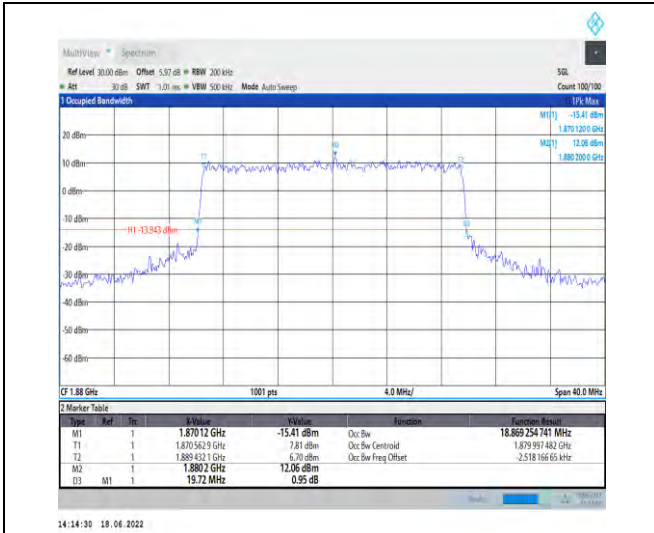 MultiView Spectrum
Ref Level 30.00 dBm Offset 5.97 dB RBW 200 kHz SGL
Att 30 dB SWT 1.01 ms VBW 500 kHz Mode Auto Sweep Count 100/100
1 Occupied Bandwidth 1Pk Max
M1[1] -15.41 dBm
1.870 120 0 GHz
M2[1] 12.06 dBm
1.880 200 0 GHz
20 dBm
M2
T1 T2
10 dBm
0 dBm
-10 dBm
M1 D3
H1 -13.943 dBm
-30 dBm
-40 dBm
-50 dBm
-60 dBm
CF 1.88 GHz 1001 pts 4.0 MHz/ Span 40.0 MHz
2 Marker Table
Type Ref Trc X-Value Y-Value Function Function Result
M1 1 1.87012 GHz -15.41 dBm Occ Bw 18.869 254 741 MHz
T1 1 1.870 562 9 GHz 7.81 dBm Occ Bw Centroid 1.879 997 482 GHz
T2 1 1.889 432 1 GHz 6.70 dBm Occ Bw Freq Offset -2.518 166 65 kHz
M2 1 1.8802 GHz 12.06 dBm
D3 M1 1 19.72 MHz 0.95 dB
14:14:30 18.06.2022